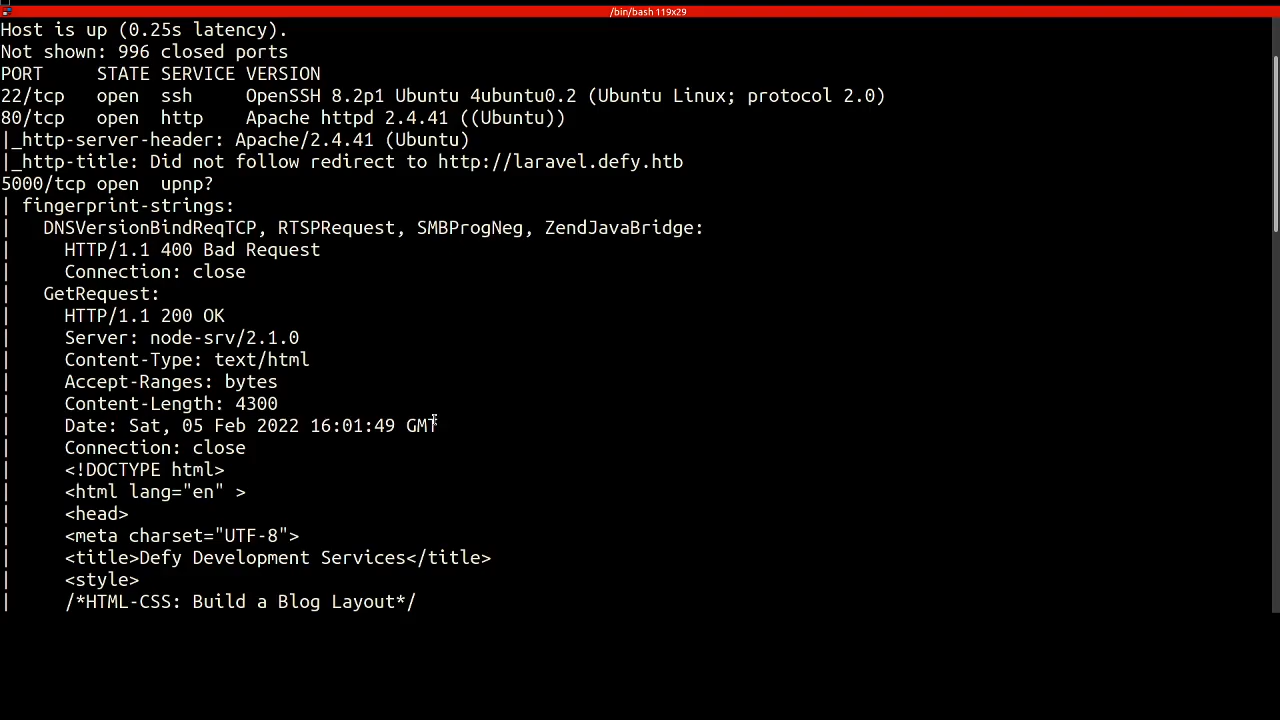 /bin/bash 119x29
Host is up (0.25s latency).
Not shown: 996 closed ports
PORT     STATE SERVICE VERSION
22/tcp   open  ssh     OpenSSH 8.2p1 Ubuntu 4ubuntu0.2 (Ubuntu Linux; protocol 2.0)
80/tcp   open  http    Apache httpd 2.4.41 ((Ubuntu))
|_http-server-header: Apache/2.4.41 (Ubuntu)
|_http-title: Did not follow redirect to http://laravel.defy.htb
5000/tcp open  upnp?
| fingerprint-strings:
|   DNSVersionBindReqTCP, RTSPRequest, SMBProgNeg, ZendJavaBridge:
|     HTTP/1.1 400 Bad Request
|     Connection: close
|   GetRequest:
|     HTTP/1.1 200 OK
|     Server: node-srv/2.1.0
|     Content-Type: text/html
|     Accept-Ranges: bytes
|     Content-Length: 4300
|     Date: Sat, 05 Feb 2022 16:01:49 GMT
|     Connection: close
|     <!DOCTYPE html>
|     <html lang="en" >
|     <head>
|     <meta charset="UTF-8">
|     <title>Defy Development Services</title>
|     <style>
|     /*HTML-CSS: Build a Blog Layout*/